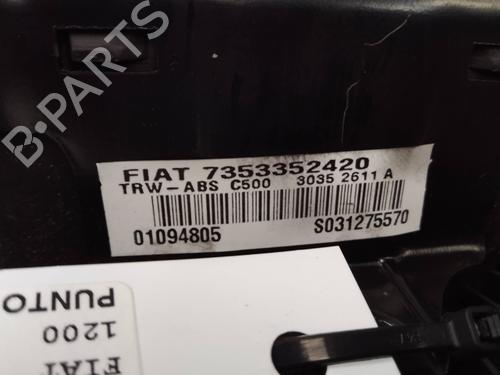 B-PARTS
FIAT 7353352420
TRW-ABS C500 3035 2611 A
01094805 S031275570
FIAT
1200
PUNTO